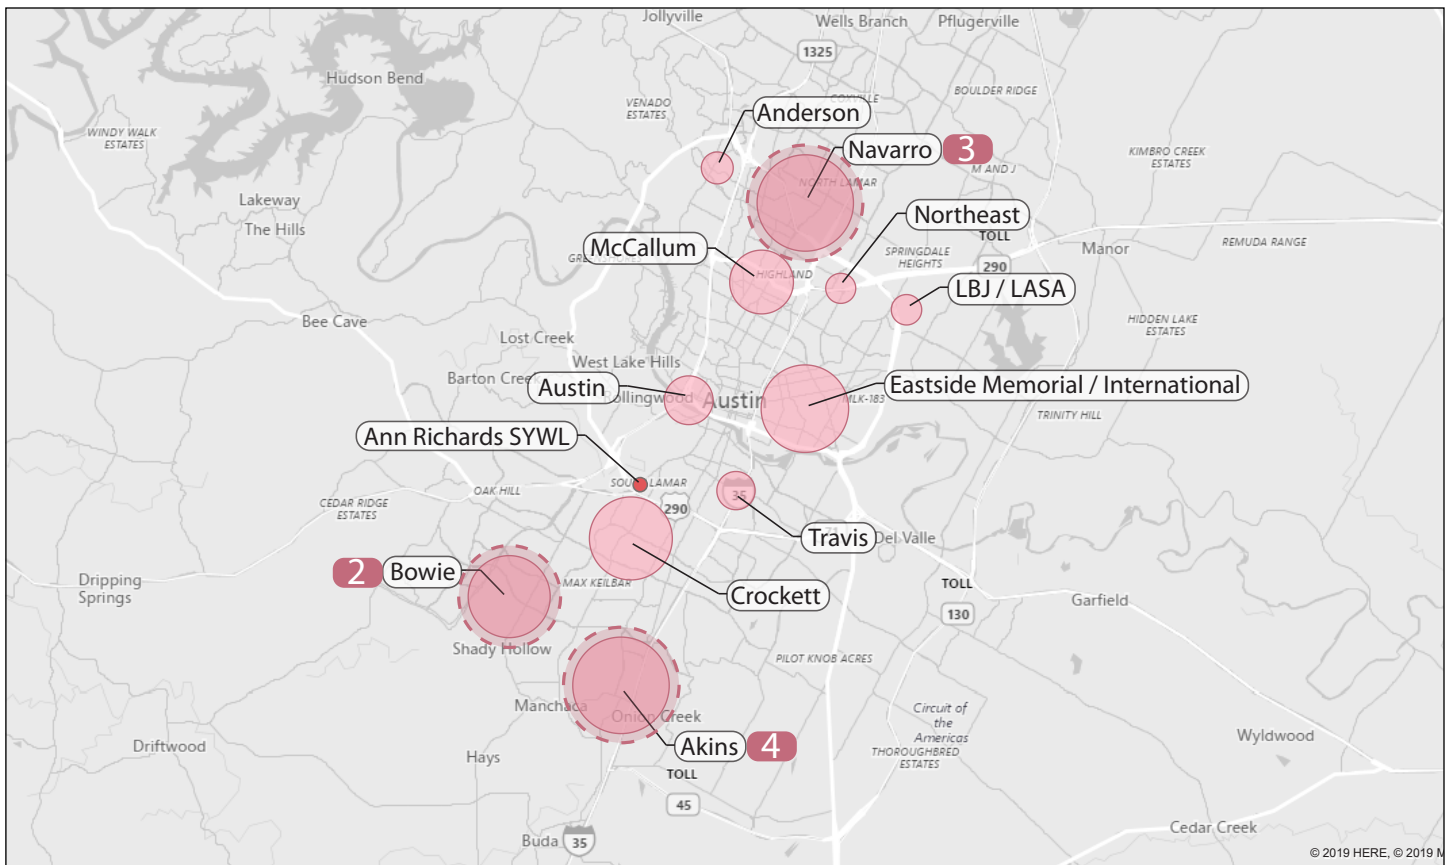 Jollyville
Wells Branch
Pflugerville
1325
Hudson Bend
VENADO
ESTATES
COXVILLE
BOULDER RIDGE
Anderson
WINDY WALK
ESTATES
Navarro
3
KIMBRO CREEK
ESTATES
M AND J
NORTH LAMAR
Lakeway
The Hills
Northeast
TOLL
McCallum
SPRINGDALE
HEIGHTS
Manor
REMUDA RANGE
290
HIGHLAND
LBJ / LASA
Bee Cave
HIDDEN LAKE
ESTATES
Lost Creek
West Lake Hills
Barton Creek
Austin
Rollingwood
Austin
Eastside Memorial / International
MLK-183
TRINITY HILL
Ann Richards SYWL
SOUTH LAMAR
OAK HILL
35
CEDAR RIDGE
ESTATES
290
71
Travis
Del Valle
2
Bowie
MAX KEILBAR
Dripping
Springs
TOLL
Crockett
Garfield
130
Shady Hollow
PILOT KNOB ACRES
Manchaca
Onion Creek
Circuit of
the
Americas
Driftwood
Akins
4
THOROUGHBRED
ESTATES
Wyldwood
Hays
TOLL
45
Buda
35
Cedar Creek
© 2019 HERE, © 2019 M